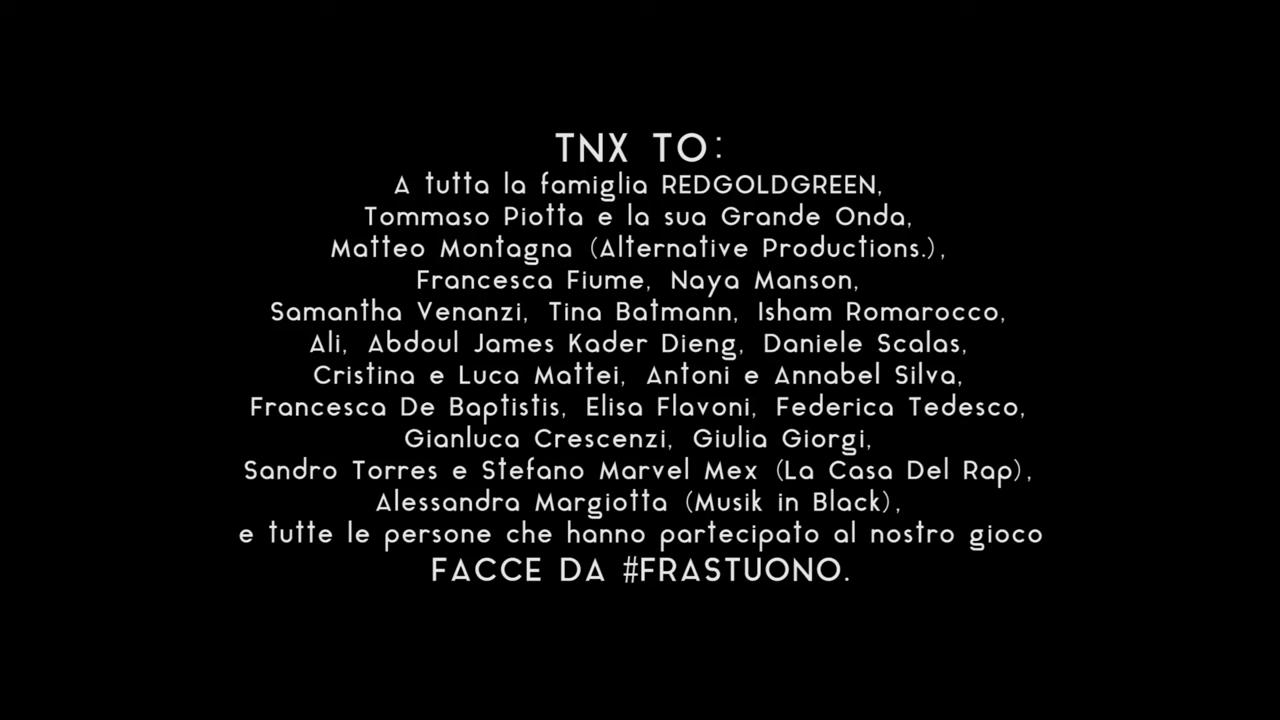 TNX TO:
A tutta la famiglia REDGOLDGREEN,
Tommaso Piotta e la sua Grande Onda,
Matteo Montagna (Alternative Productions.),
Francesca Fiume, Naya Manson,
Samantha Venanzi, Tina Batmann, Isham Romarocco,
Ali, Abdoul James Kader Dieng, Daniele Scalas,
Cristina e Luca Mattei, Antoni e Annabel Silva,
Francesca De Baptistis, Elisa Flavoni, Federica Tedesco,
Gianluca Crescenzi, Giulia Giorgi,
Sandro Torres e Stefano Marvel Mex (La Casa Del Rap),
Alessandra Margiotta (Musik in Black),
e tutte le persone che hanno partecipato al nostro gioco
FACCE DA #FRASTUONO.